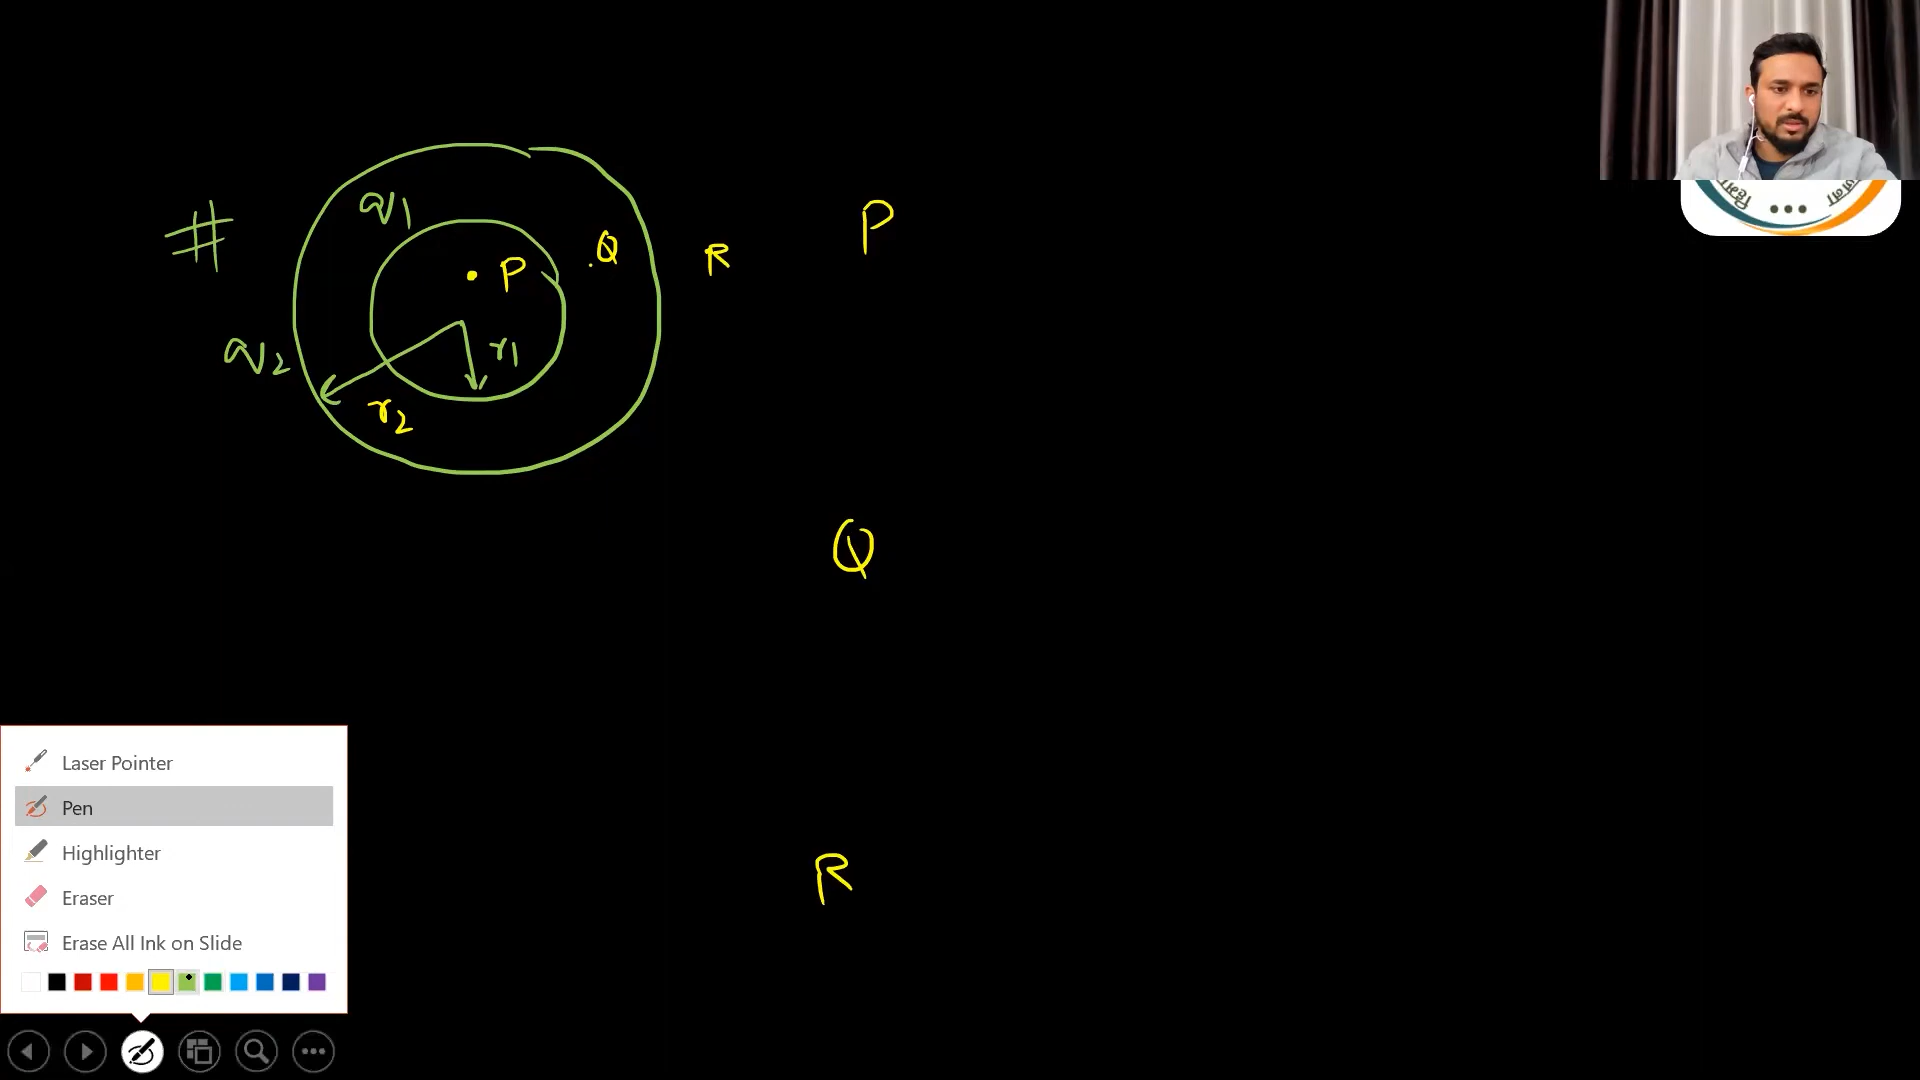 #
q1
q2
P
.Q
R
r1
r2
P
Q
R
Laser Pointer
Pen
Highlighter
Eraser
Erase All Ink on Slide